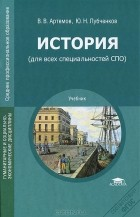 В. В. Артемов, Ю. Н. Лубченков
ИСТОРИЯ
(для всех специальностей СПО)
Учебник
Среднее профессиональное образование